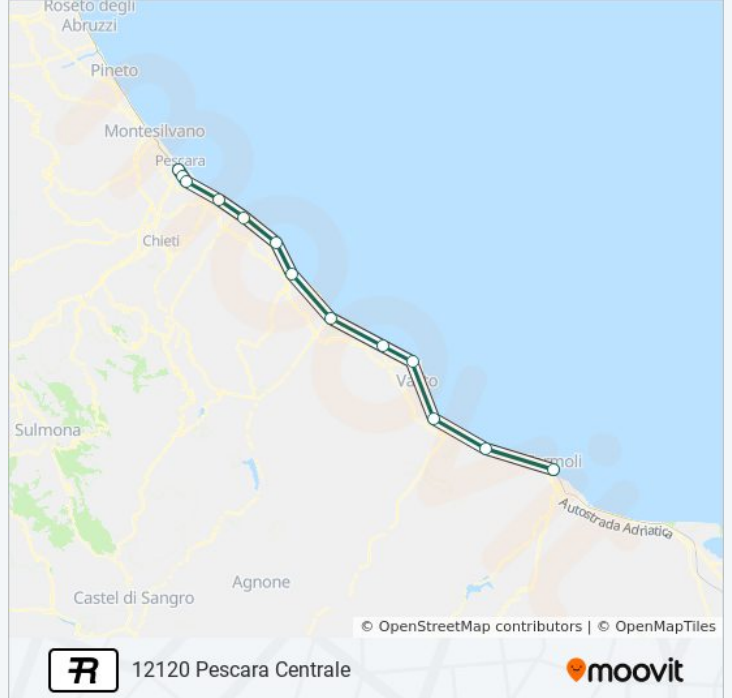 Roseto degli
Abruzzi
Pineto
Montesilvano
Pescara
Chieti
Vasto
Sulmona
moli
Autostrada Adriatica
Agnone
Castel di Sangro
© OpenStreetMap contributors | © OpenMapTiles
R 12120 Pescara Centrale
moovit